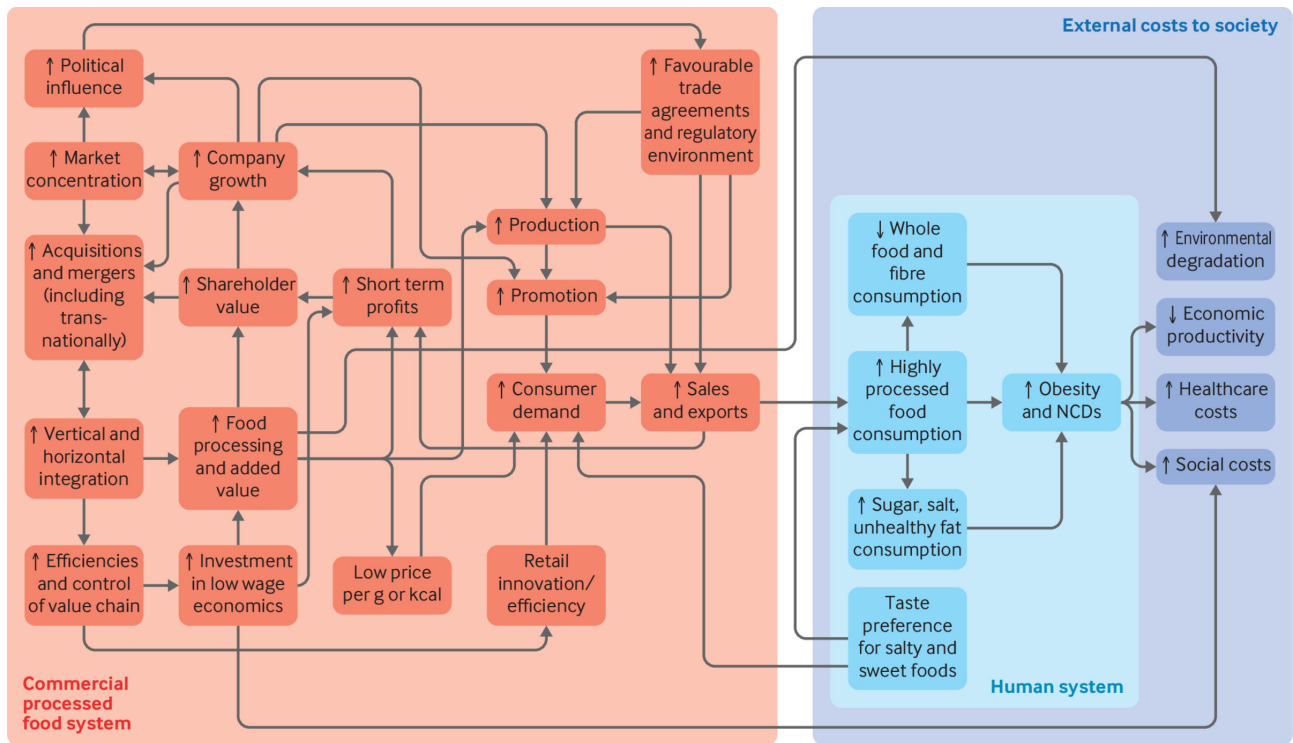 External costs to society
↑ Political
influence
↑ Favourable
trade
agreements
and regulatory
environment
↑ Market
concentration
↑ Company
growth
↑ Production
↓ Whole
food and
fibre
consumption
↑ Environmental
degradation
↑ Acquisitions
and mergers
(including
trans-
nationally)
↑ Shareholder
value
↑ Short term
profits
↑ Promotion
↓ Economic
productivity
↑ Consumer
demand
↑ Sales
and exports
↑ Highly
processed
food
consumption
↑ Obesity
and NCDs
↑ Healthcare
costs
↑ Vertical and
horizontal
integration
↑ Food
processing
and added
value
↑ Social costs
↑ Sugar, salt,
unhealthy fat
consumption
↑ Efficiencies
and control
of value chain
↑ Investment
in low wage
economics
Low price
per g or kcal
Retail
innovation/
efficiency
Taste
preference
for salty and
sweet foods
Commercial
processed
food system
Human system